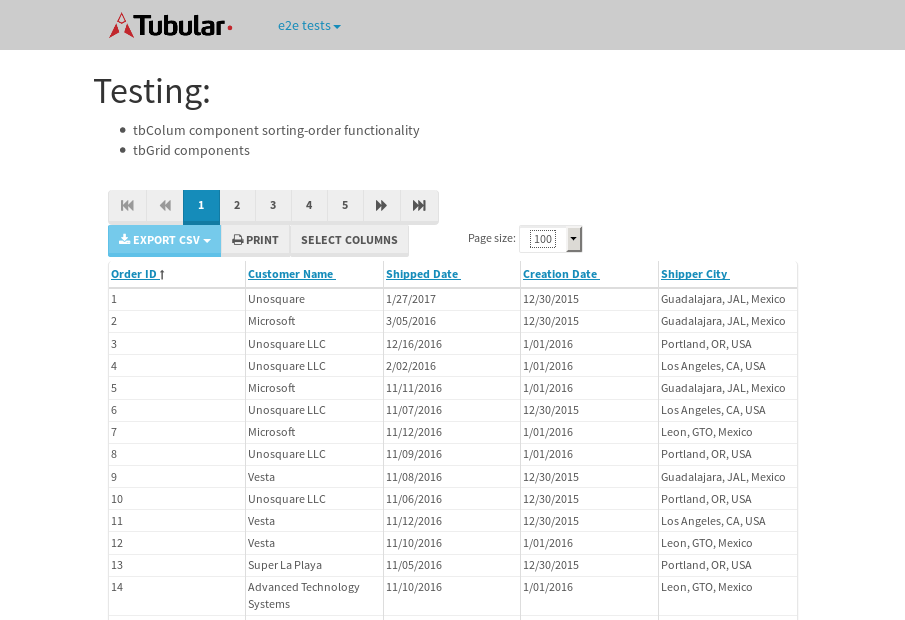 Tubular
e2e tests
Testing:
tbColum component sorting-order functionality
tbGrid components
1 2 3 4 5
EXPORT CSV PRINT SELECT COLUMNS Page size: 100
Order ID ↑ Customer Name Shipped Date Creation Date Shipper City
1 Unosquare 1/27/2017 12/30/2015 Guadalajara, JAL, Mexico
2 Microsoft 3/05/2016 12/30/2015 Guadalajara, JAL, Mexico
3 Unosquare LLC 12/16/2016 1/01/2016 Portland, OR, USA
4 Unosquare LLC 2/02/2016 1/01/2016 Los Angeles, CA, USA
5 Microsoft 11/11/2016 1/01/2016 Guadalajara, JAL, Mexico
6 Unosquare LLC 11/07/2016 12/30/2015 Los Angeles, CA, USA
7 Microsoft 11/12/2016 1/01/2016 Leon, GTO, Mexico
8 Unosquare LLC 11/09/2016 1/01/2016 Portland, OR, USA
9 Vesta 11/08/2016 12/30/2015 Guadalajara, JAL, Mexico
10 Unosquare LLC 11/06/2016 12/30/2015 Portland, OR, USA
11 Vesta 11/12/2016 12/30/2015 Los Angeles, CA, USA
12 Vesta 11/10/2016 1/01/2016 Leon, GTO, Mexico
13 Super La Playa 11/05/2016 12/30/2015 Portland, OR, USA
14 Advanced Technology 11/10/2016 1/01/2016 Leon, GTO, Mexico
Systems